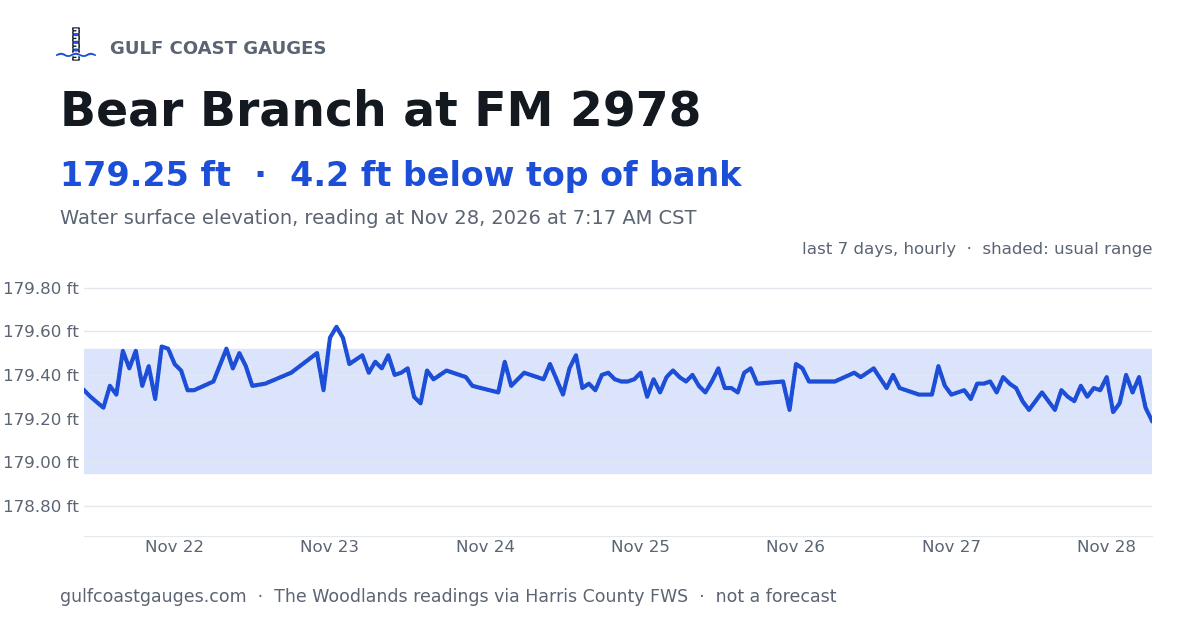 GULF COAST GAUGES
Bear Branch at FM 2978
179.25 ft · 4.2 ft below top of bank
Water surface elevation, reading at Nov 28, 2026 at 7:17 AM CST
last 7 days, hourly · shaded: usual range
179.80 ft
179.60 ft
179.40 ft
179.20 ft
179.00 ft
178.80 ft
Nov 22 Nov 23 Nov 24 Nov 25 Nov 26 Nov 27 Nov 28
gulfcoastgauges.com · The Woodlands readings via Harris County FWS · not a forecast